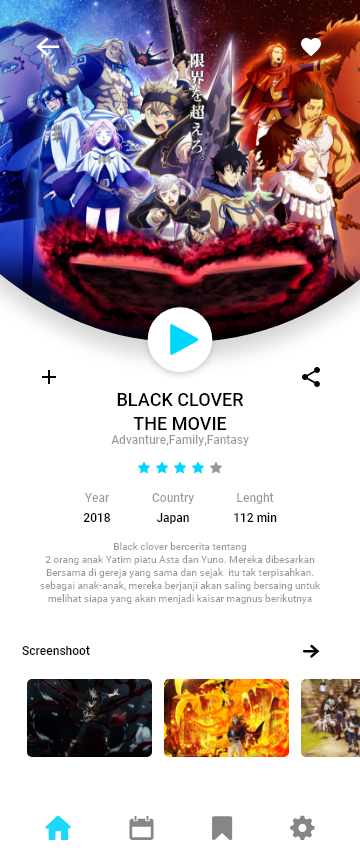 限界を超えろ。
BLACK CLOVER
THE MOVIE
Advanture,Family,Fantasy
Year Country Lenght
2018 Japan 112 min
Black clover bercerita tentang
2 orang anak Yatim piatu Asta dan Yuno. Mereka dibesarkan
Bersama di gereja yang sama dan sejak itu tak terpisahkan.
sebagai anak-anak, mereka berjanji akan saling bersaing untuk
melihat siapa yang akan menjadi kaisar magnus berikutnya
Screenshoot